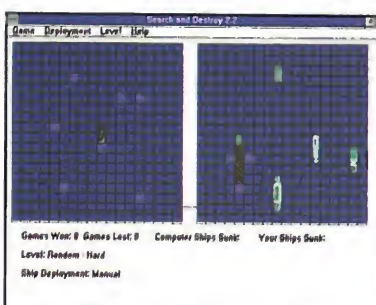 Search and Destroy 2.2
Game Deployment Level Help
Games Won: 0 Games Lost: 0 Computer Ships Sunk: Your Ships Sunk:
Level: Random - Hard
Ship Deployment: Manual